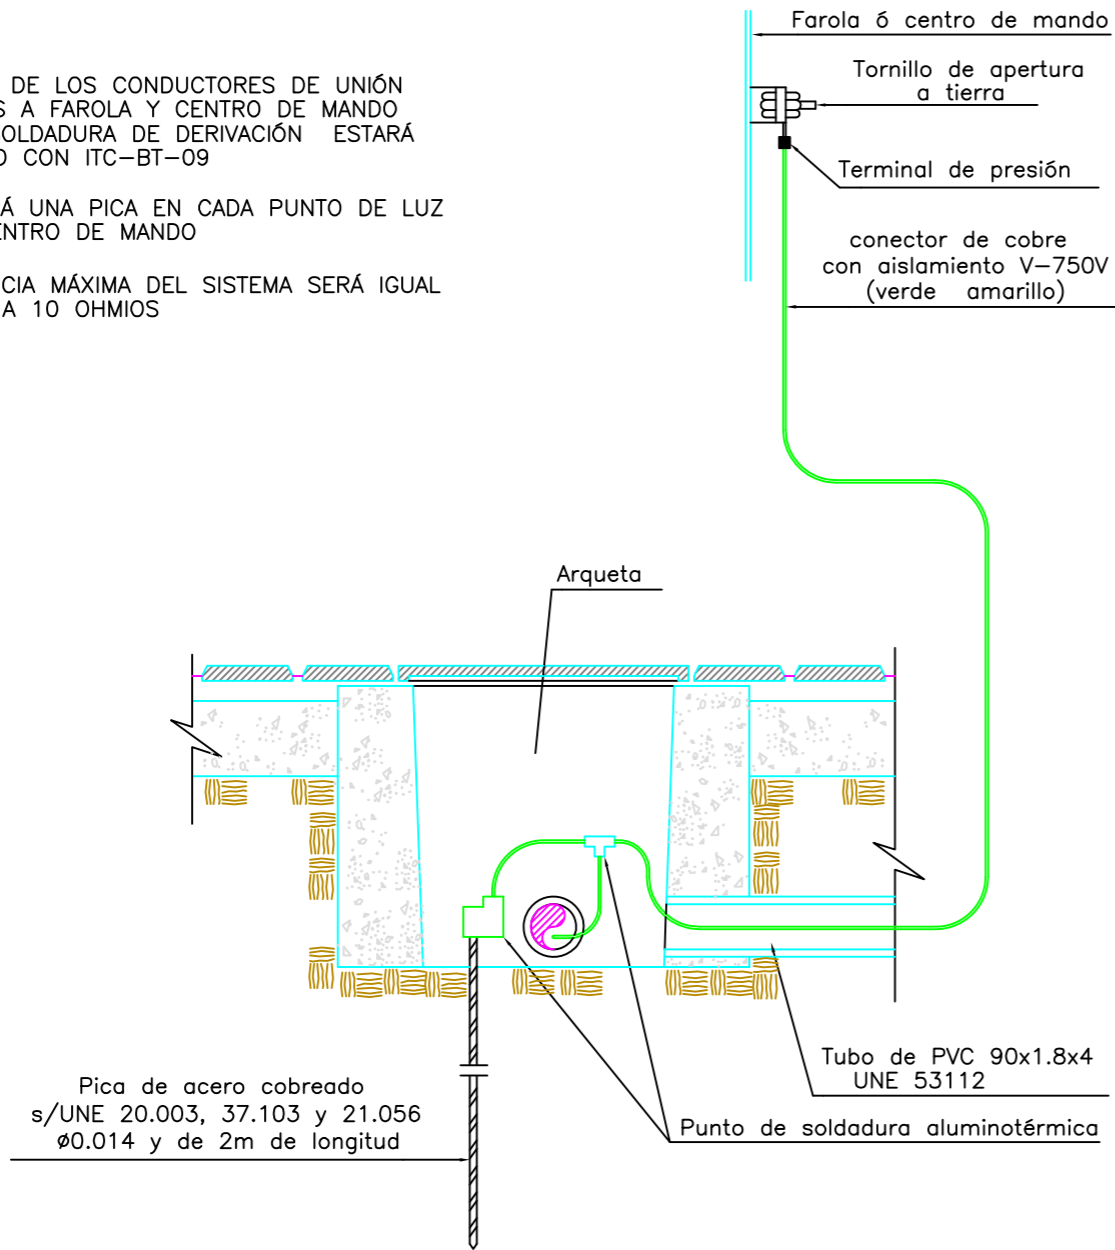 DE LOS CONDUCTORES DE UNIÓN
S A FAROLA Y CENTRO DE MANDO
OLDADURA DE DERIVACIÓN ESTARÁ
O CON ITC-BT-09
Á UNA PICA EN CADA PUNTO DE LUZ
ENTRO DE MANDO
CIA MÁXIMA DEL SISTEMA SERÁ IGUAL
A 10 OHMIOS
Farola ó centro de mando
Tornillo de apertura
a tierra
Terminal de presión
conector de cobre
con aislamiento V-750V
(verde amarillo)
Arqueta
Tubo de PVC 90x1.8x4
UNE 53112
Punto de soldadura aluminotérmica
Pica de acero cobreado
s/UNE 20.003, 37.103 y 21.056
ø0.014 y de 2m de longitud